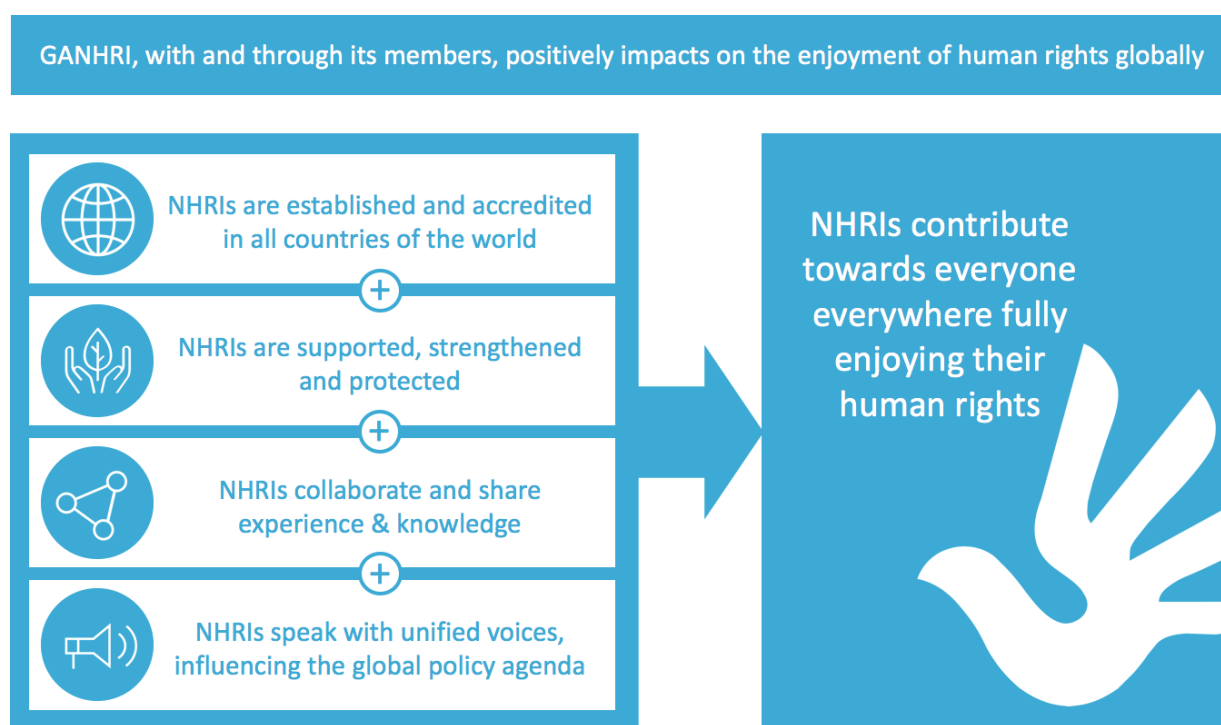 GANHRI, with and through its members, positively impacts on the enjoyment of human rights globally
NHRIs are established and accredited
in all countries of the world
+
NHRIs are supported, strengthened
and protected
+
NHRIs collaborate and share
experience & knowledge
+
NHRIs speak with unified voices,
influencing the global policy agenda
NHRIs contribute
towards everyone
everywhere fully
enjoying their
human rights